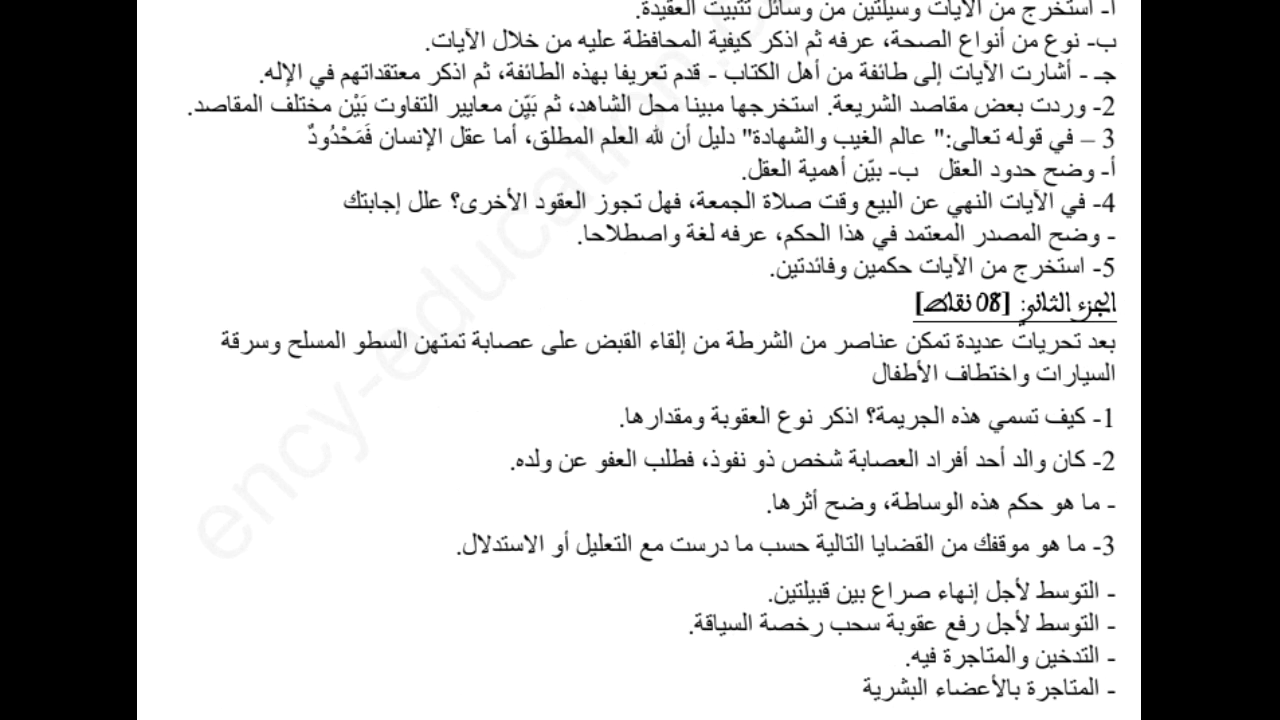 أ- استخرج من الآيات وسيلتين من وسائل تثبيت العقيدة.
ب- نوع من أنواع الصحة، عرفه ثم اذكر كيفية المحافظة عليه من خلال الآيات.
جـ - أشارت الآيات إلى طائفة من أهل الكتاب - قدم تعريفا بهذه الطائفة، ثم اذكر معتقداتهم في الإله.
2- وردت بعض مقاصد الشريعة. استخرجها مبينا محل الشاهد، ثم بَيِّن معايير التفاوت بَيْن مختلف المقاصد.
3 – في قوله تعالى:" عالم الغيب والشهادة" دليل أن لله العلم المطلق، أما عقل الإنسان فَمَحْدُودٌ
أ- وضح حدود العقل ب- بيّن أهمية العقل.
4- في الآيات النهي عن البيع وقت صلاة الجمعة، فهل تجوز العقود الأخرى؟ علل إجابتك
- وضح المصدر المعتمد في هذا الحكم، عرفه لغة واصطلاحا.
5- استخرج من الآيات حكمين وفائدتين.
الجزء الثاني: [08 نقاط]
بعد تحريات عديدة تمكن عناصر من الشرطة من إلقاء القبض على عصابة تمتهن السطو المسلح وسرقة
السيارات واختطاف الأطفال
1- كيف تسمي هذه الجريمة؟ اذكر نوع العقوبة ومقدارها.
2- كان والد أحد أفراد العصابة شخص ذو نفوذ، فطلب العفو عن ولده.
- ما هو حكم هذه الوساطة، وضح أثرها.
3- ما هو موقفك من القضايا التالية حسب ما درست مع التعليل أو الاستدلال.
- التوسط لأجل إنهاء صراع بين قبيلتين.
- التوسط لأجل رفع عقوبة سحب رخصة السياقة.
- التدخين والمتاجرة فيه.
- المتاجرة بالأعضاء البشرية
ency-education